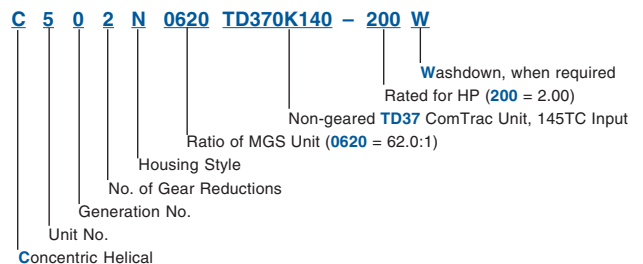 C 5 0 2 N 0620 TD370K140 – 200 W
Washdown, when required
Rated for HP (200 = 2.00)
Non-geared TD37 ComTrac Unit, 145TC Input
Ratio of MGS Unit (0620 = 62.0:1)
Housing Style
No. of Gear Reductions
Generation No.
Unit No.
Concentric Helical